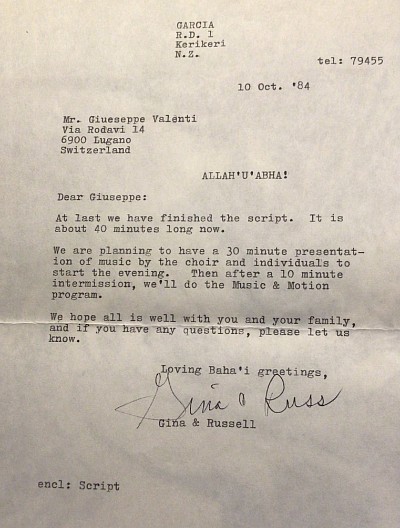 GARCIA
R.D. 1
Kerikeri
N.Z.
tel: 79455
10 Oct. '84
Mr. Giueseppe Valenti
Via Rodavi 14
6900 Lugano
Switzerland
ALLAH'U'ABHA!
Dear Giuseppe:
At last we have finished the script.  It is
about 40 minutes long now.
We are planning to have a 30 minute presentat-
ion of music by the choir and individuals to
start the evening.  Then after a 10 minute
intermission, we'll do the Music & Motion
program.
We hope all is well with you and your family,
and if you have any questions, please let us
know.
Loving Baha'i greetings,
Gina & Russ
Gina & Russell
encl: Script